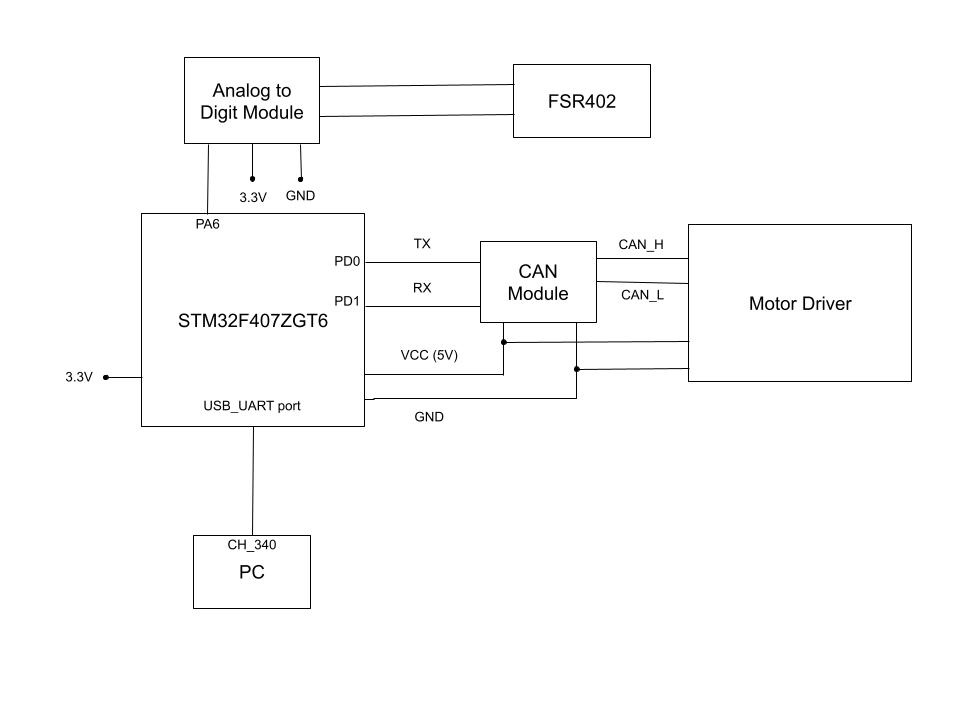 Analog to
Digit Module
FSR402
3.3V
GND
PA6
PD0
TX
CAN
Module
CAN_H
PD1
RX
CAN_L
Motor Driver
STM32F407ZGT6
VCC (5V)
3.3V
USB_UART port
GND
CH_340
PC